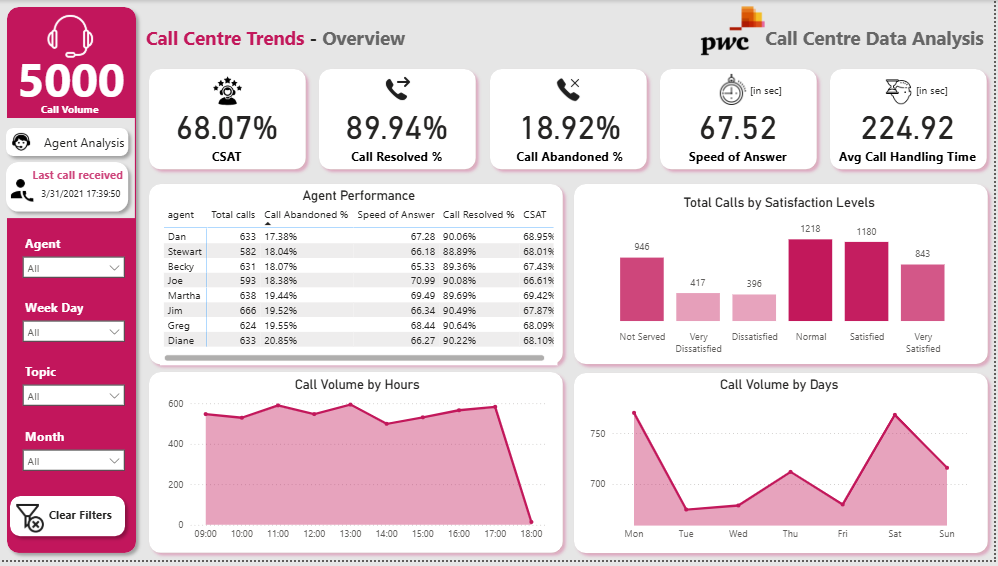 5000
Call Volume
Agent Analysis
Last call received
3/31/2021 17:39:50
Agent
All
Week Day
All
Topic
All
Month
All
Clear Filters
Call Centre Trends - Overview
pwc
Call Centre Data Analysis
68.07%
CSAT
89.94%
Call Resolved %
18.92%
Call Abandoned %
[in sec]
67.52
Speed of Answer
[in sec]
224.92
Avg Call Handling Time
Agent Performance
agent Total calls Call Abandoned % Speed of Answer Call Resolved % CSAT
Dan 633 17.38% 67.28 90.06% 68.95%
Stewart 582 18.04% 66.18 88.89% 68.01%
Becky 631 18.07% 65.33 89.36% 67.43%
Joe 593 18.38% 70.99 90.08% 66.61%
Martha 638 19.44% 69.49 89.69% 69.42%
Jim 666 19.52% 66.34 90.49% 67.87%
Greg 624 19.55% 68.44 90.64% 68.09%
Diane 633 20.85% 66.27 90.22% 68.10%
Total Calls by Satisfaction Levels
946 417 396 1218 1180 843
Not Served Very Dissatisfied Dissatisfied Normal Satisfied Very Satisfied
Call Volume by Hours
600
400
200
0
09:00 10:00 11:00 12:00 13:00 14:00 15:00 16:00 17:00 18:00
Call Volume by Days
750
700
Mon Tue Wed Thu Fri Sat Sun